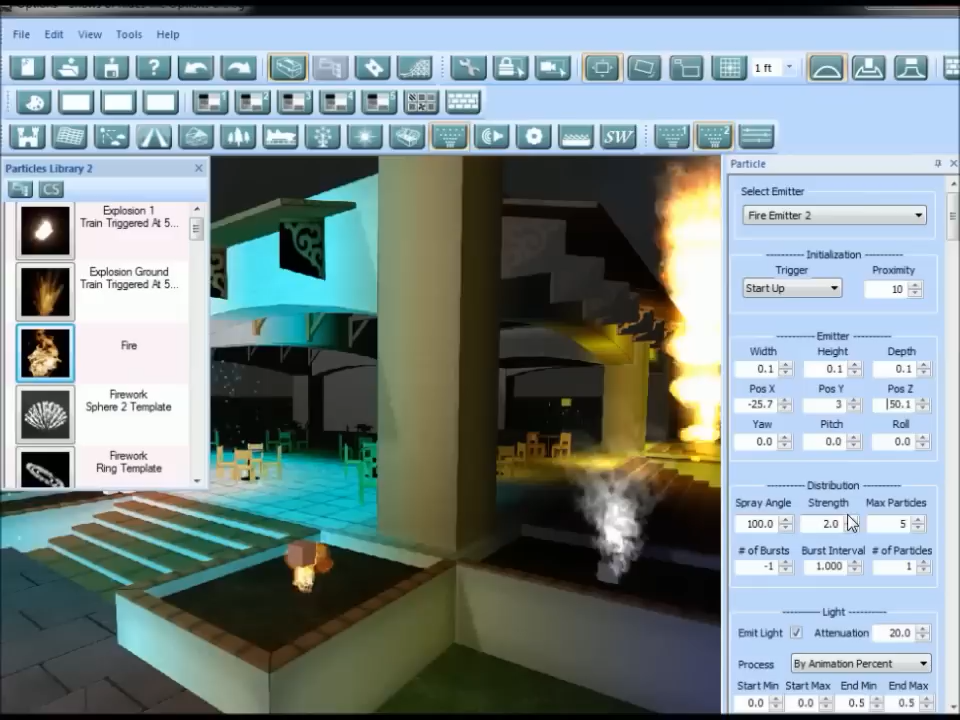 File Edit View Tools Help
1 ft
SW
1
2
Particles Library 2
CS
Explosion 1
Train Triggered At 5...
Explosion Ground
Train Triggered At 5...
Fire
Firework
Sphere 2 Template
Firework
Ring Template
Particle
Select Emitter
Fire Emitter 2
---------- Initialization ----------
Trigger Proximity
Start Up 10
---------- Emitter ----------
Width Height Depth
0.1 0.1 0.1
Pos X Pos Y Pos Z
-25.7 3 50.1
Yaw Pitch Roll
0.0 0.0 0.0
---------- Distribution ----------
Spray Angle Strength Max Particles
100.0 2.0 5
# of Bursts Burst Interval # of Particles
-1 1.000 1
---------- Light ----------
Emit Light Attenuation 20.0
Process By Animation Percent
Start Min Start Max End Min End Max
0.0 0.0 0.5 0.5